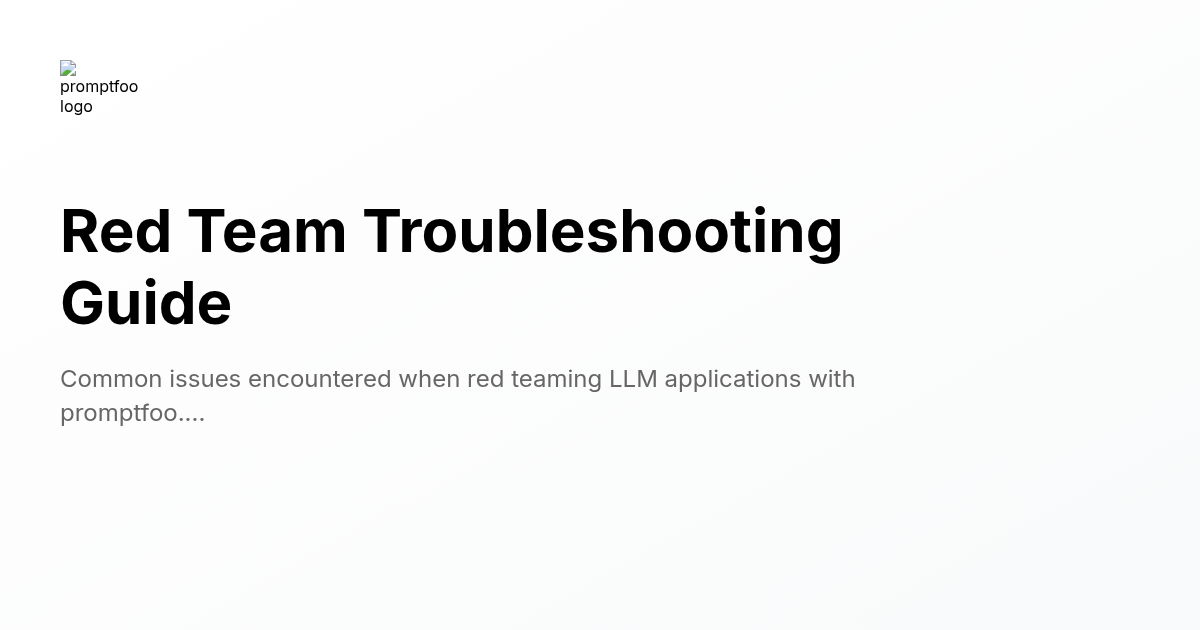 promptfoo
logo
Red Team Troubleshooting
Guide
Common issues encountered when red teaming LLM applications with
promptfoo....